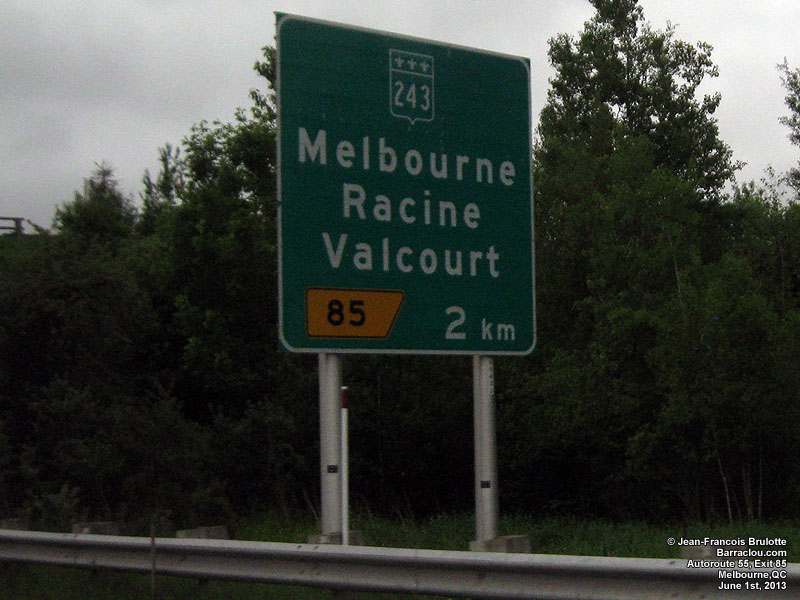 243
Melbourne
Racine
Valcourt
85 2 km
© Jean-Francois Brulotte
Barraclou.com
Autoroute 55, Exit 85
Melbourne,QC
June 1st, 2013